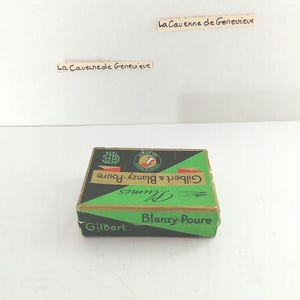 La Caverne de Genevieve
La Caverne de Genevieve
Gilbert & Blanzy-Poure
Plumes
Blanzy-Poure
Gilbert